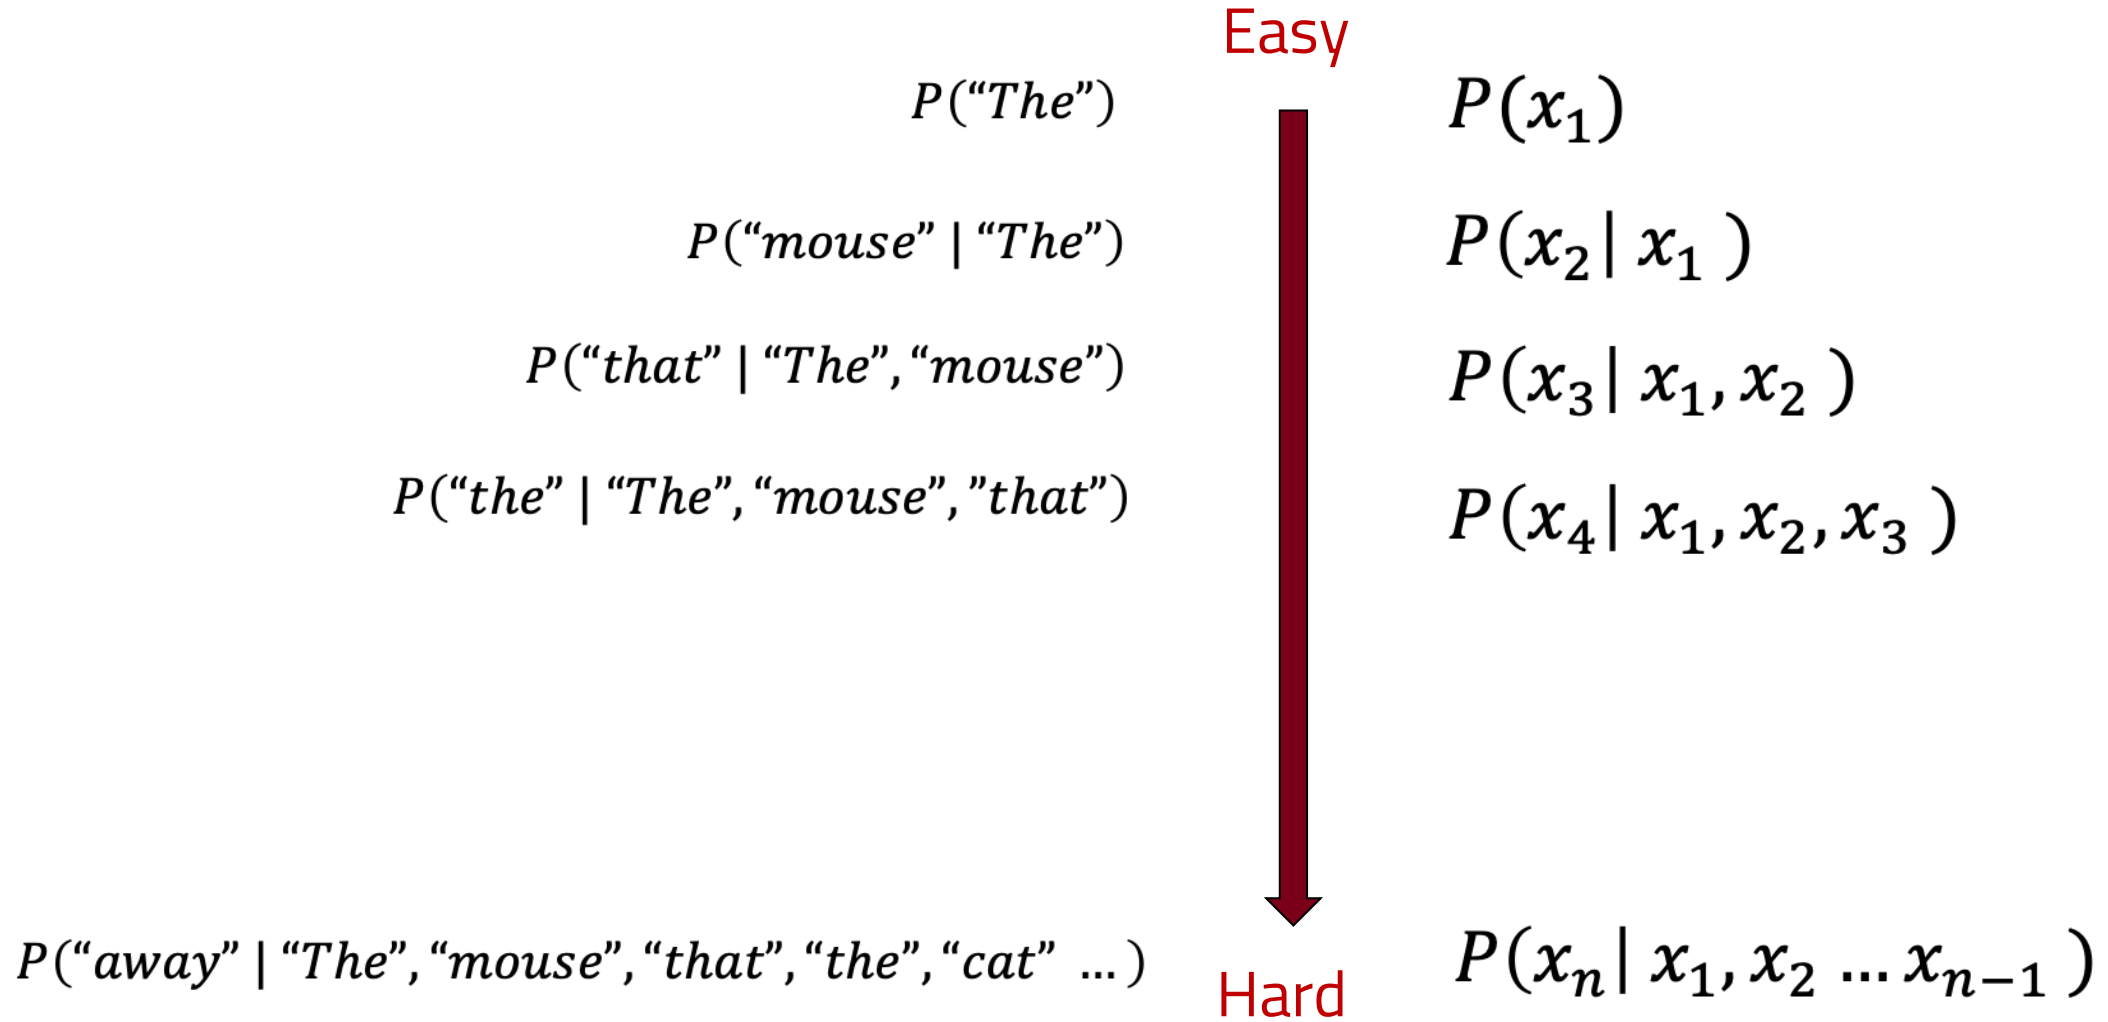 Easy
P(“The”) P(x₁)
P(“mouse” | “The”) P(x₂| x₁ )
P(“that” | “The”, “mouse”) P(x₃| x₁, x₂ )
P(“the” | “The”, “mouse”, ”that”) P(x₄| x₁, x₂, x₃ )
P(“away” | “The”, “mouse”, “that”, “the”, “cat” ... ) P(xₙ| x₁, x₂ ... xₙ₋₁ )
Hard